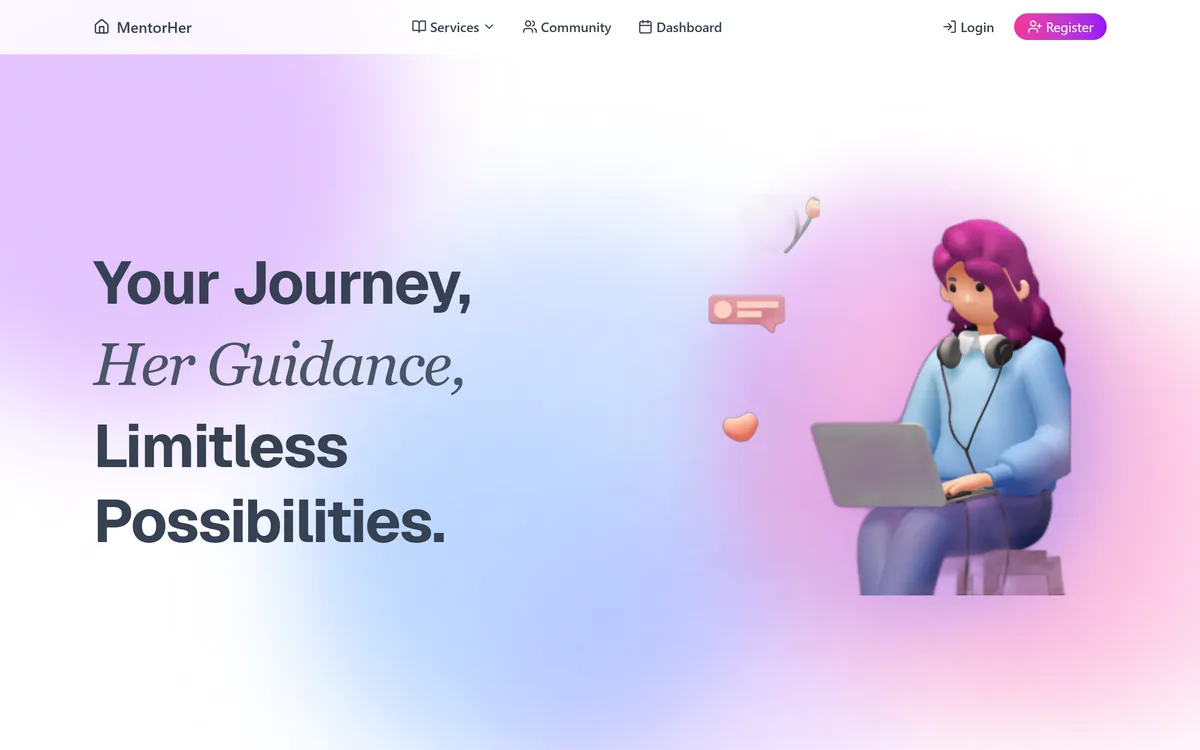 MentorHer
Services
Community
Dashboard
Login
Register
Your Journey,
Her Guidance,
Limitless
Possibilities.